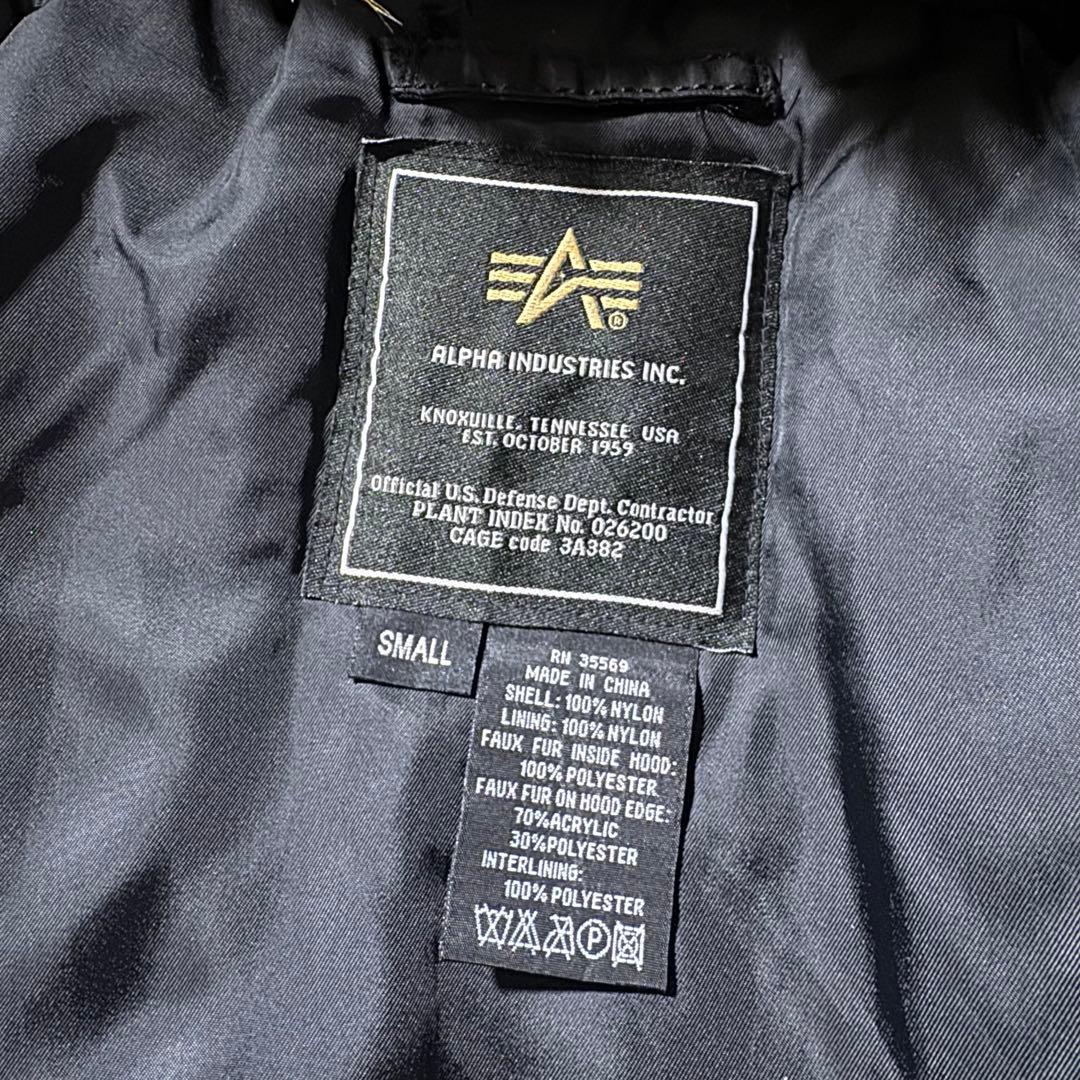 ®
ALPHA INDUSTRIES INC.
KNOXVILLE, TENNESSEE, USA
EST. OCTOBER 1959
Official U.S. Defense Dept. Contractor
PLANT INDEX No. 026200
CAGE code 3A382
SMALL
RN 35569
MADE IN CHINA
SHELL: 100% NYLON
LINING: 100% NYLON
FAUX FUR INSIDE HOOD:
100% POLYESTER
FAUX FUR ON HOOD EDGE:
70%ACRYLIC
30%POLYESTER
INTERLINING:
100% POLYESTER
P